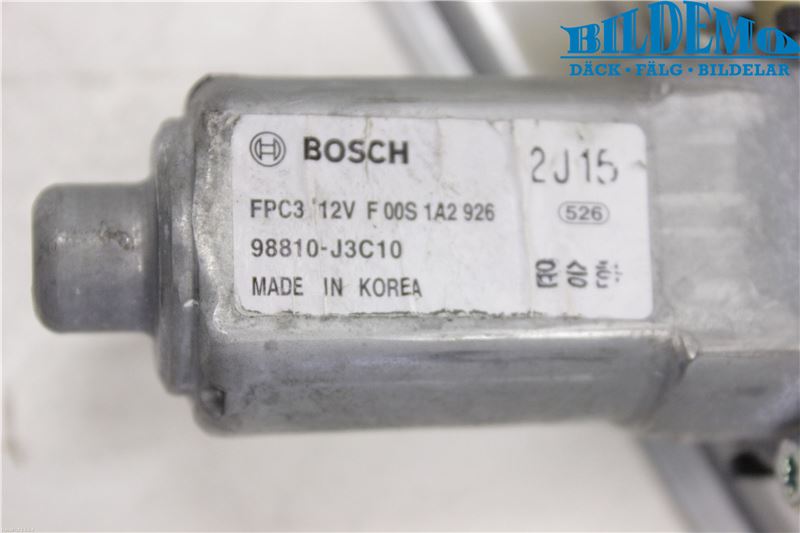 BILDEMO
DÄCK • FÄLG • BILDELAR
BOSCH
2J15
FPC3 12V F 00S 1A2 926
526
98810-J3C10
MADE IN KOREA